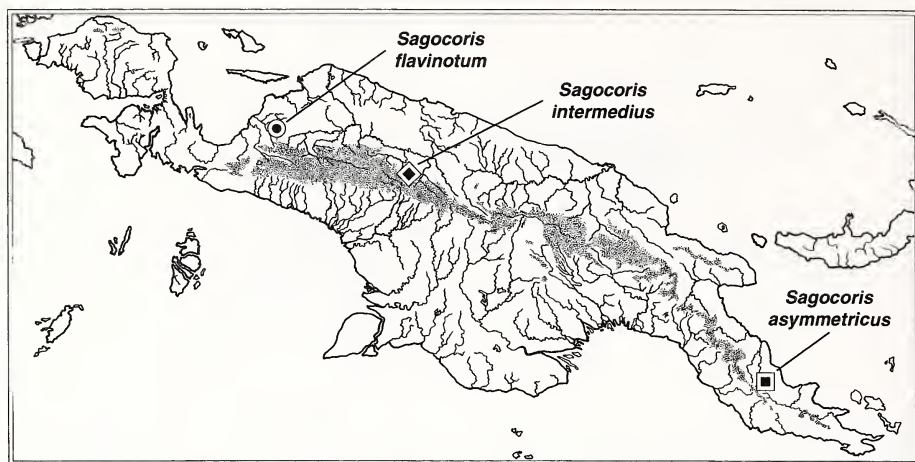 Sagocoris
flavinotum
Sagocoris
intermedius
Sagocoris
asymmetricus